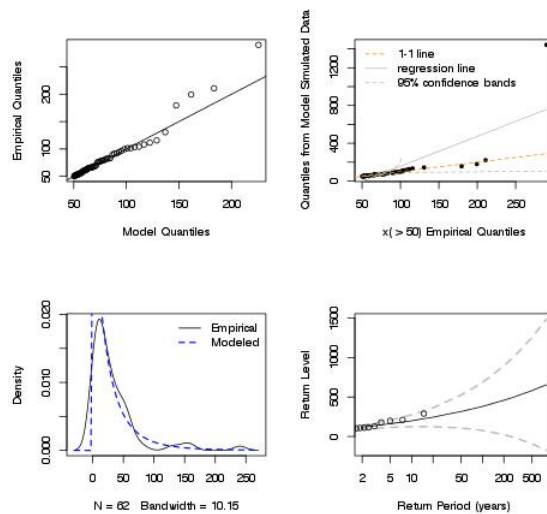 Empirical Quantiles
50
100
200
50
100
150
200
Model Quantiles
Quantiles from Model Simulated Data
0
400
800
1200
1-1 line
regression line
95% confidence bands
50
100
150
200
250
x( > 50) Empirical Quantiles
Density
0.000
0.010
0.020
Empirical
Modeled
0
50
100
150
200
250
N = 62 Bandwidth = 10.15
Return Level
0
500
1000
1500
2
5
10
50
200
500
Return Period (years)